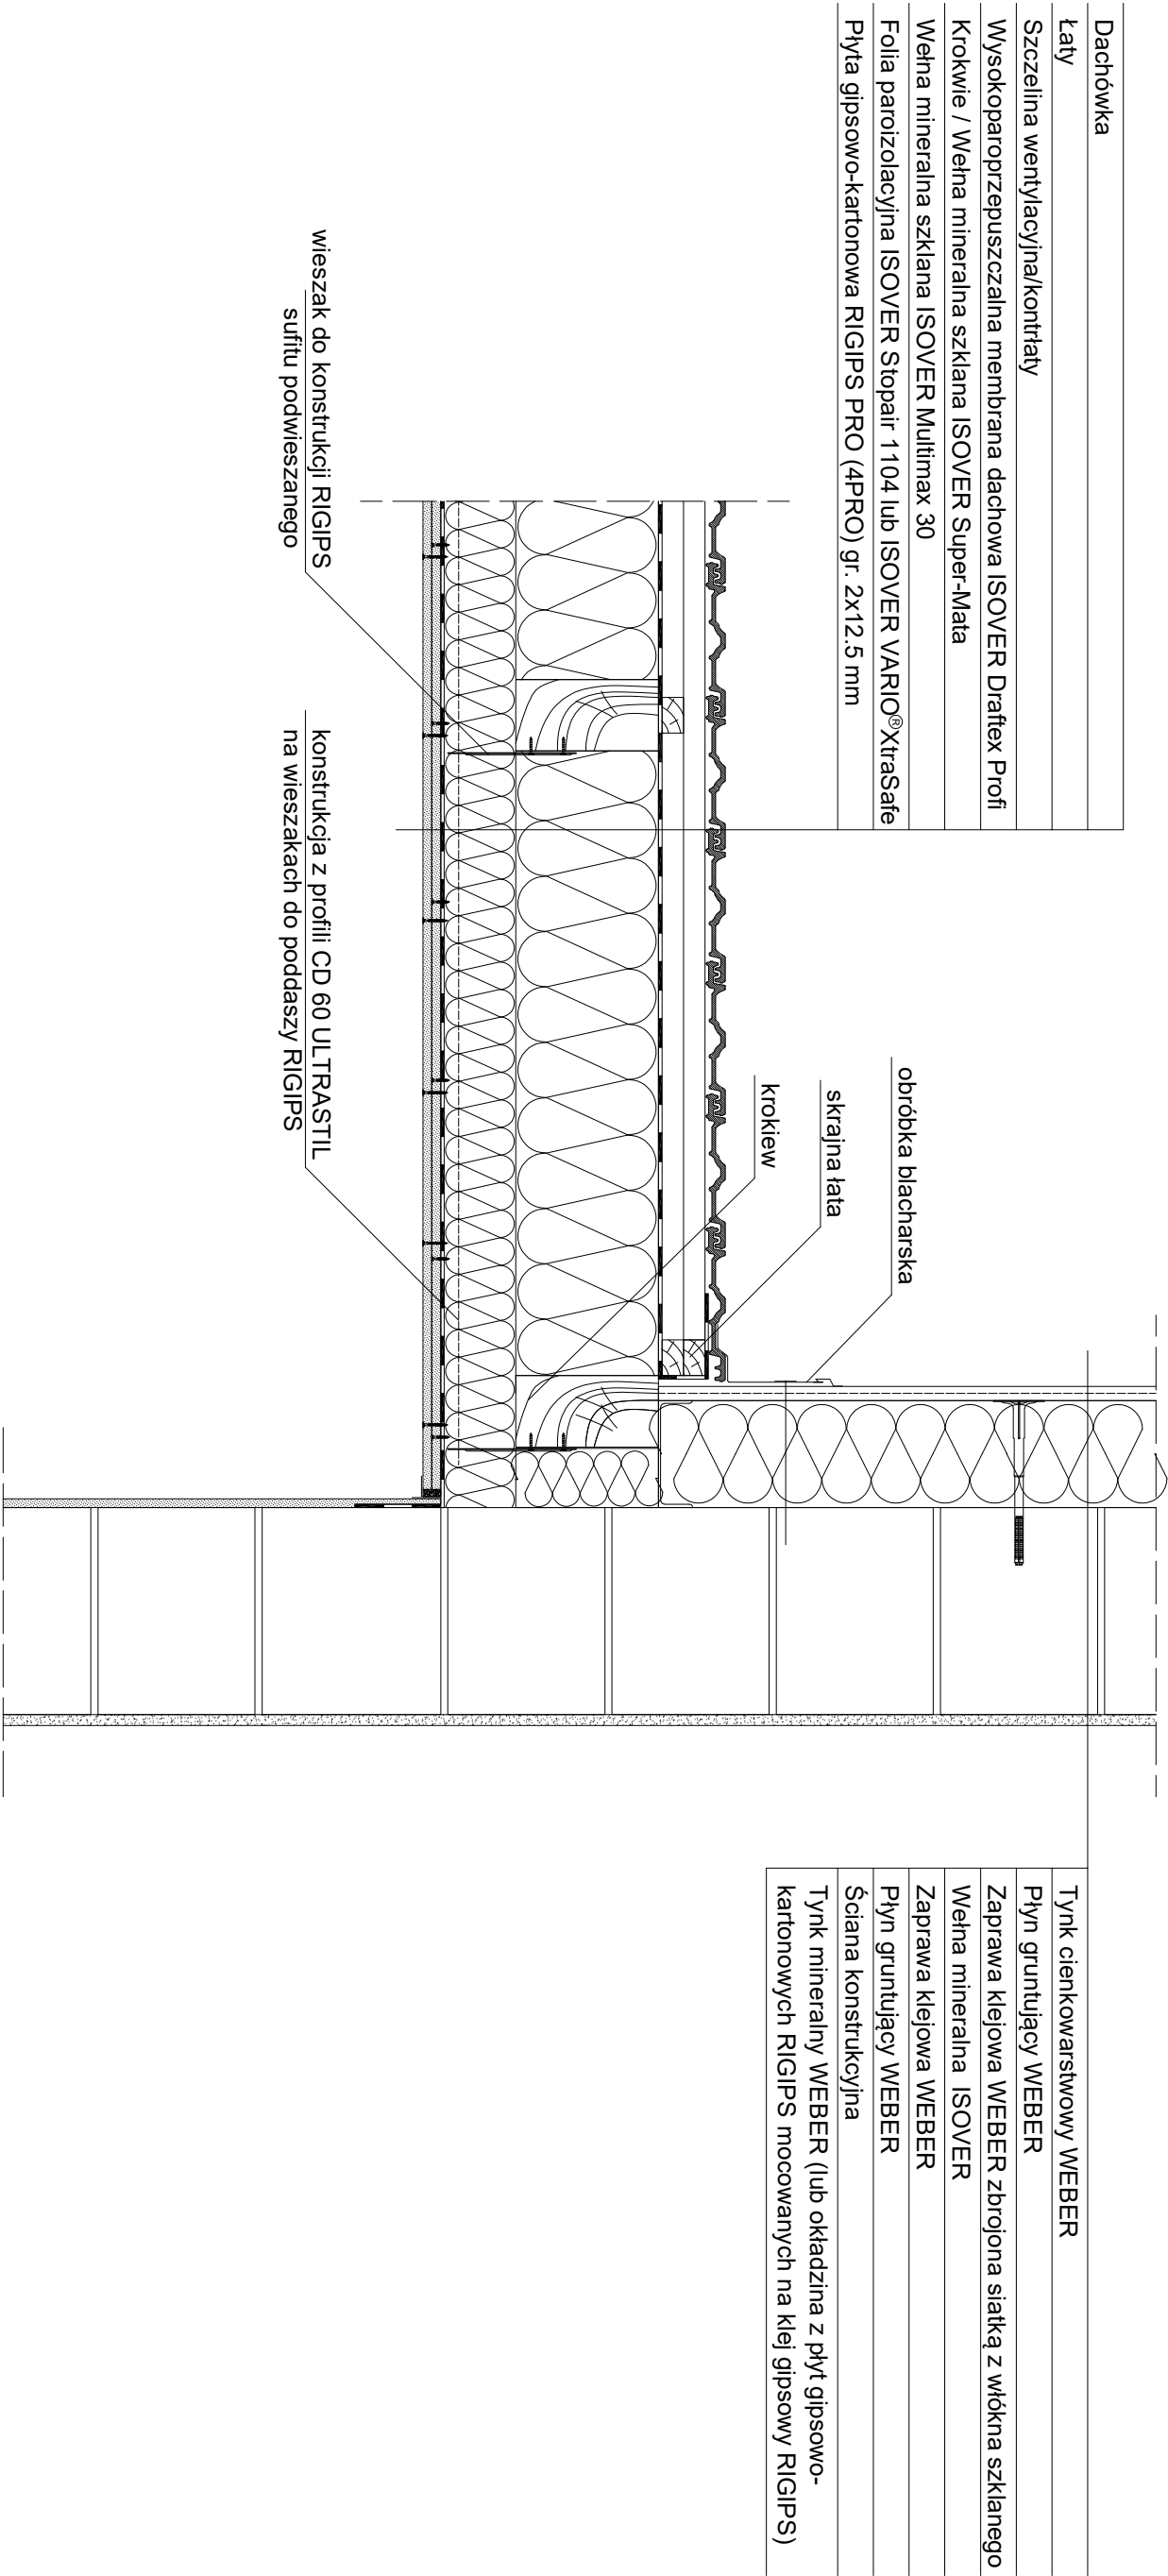 Dachówka
Łaty
Szczelina wentylacyjna/kontrłaty
Wysokoparoprzepuszczalna membrana dachowa ISOVER Draftex Profi
Krokwie / Wełna mineralna szklana ISOVER Super-Mata
Wełna mineralna szklana ISOVER Multimax 30
Folia paroizolacyjna ISOVER Stopair 1104 lub ISOVER VARIO®XtraSafe
Płyta gipsowo-kartonowa RIGIPS PRO (4PRO) gr. 2x12.5 mm
obróbka blacharska
skrajna łata
krokiew
wieszak do konstrukcji RIGIPS
sufitu podwieszanego
konstrukcja z profili CD 60 ULTRASTIL
na wieszakach do poddaszy RIGIPS
Tynk cienkowarstwowy WEBER
Płyn gruntujący WEBER
Zaprawa klejowa WEBER zbrojona siatką z włókna szklanego
Wełna mineralna ISOVER
Zaprawa klejowa WEBER
Płyn gruntujący WEBER
Ściana konstrukcyjna
Tynk mineralny WEBER (lub okładzina z płyt gipsowo-
kartonowych RIGIPS mocowanych na klej gipsowy RIGIPS)